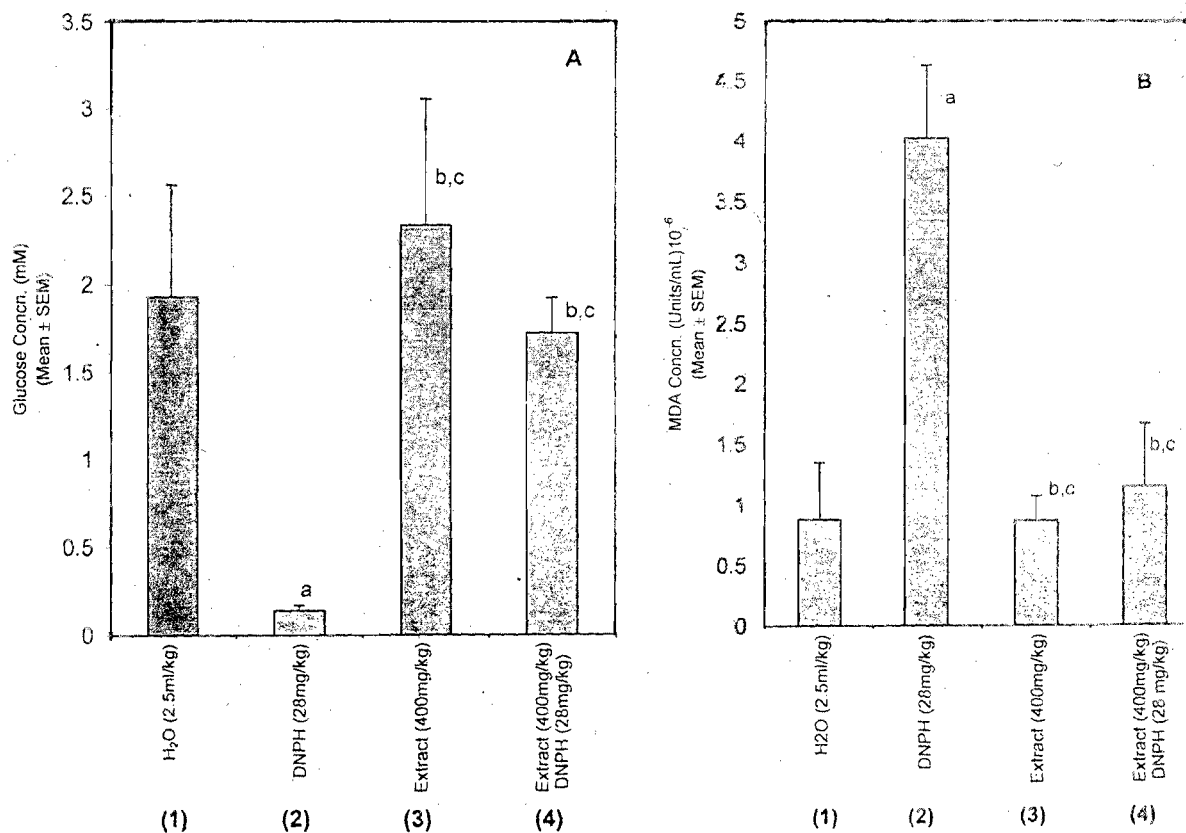 A
Glucose Concn. (mM)
(Mean ± SEM)
3.5
3
2.5
2
1.5
1
0.5
0
a
b,c
b,c
H₂O (2.5ml/kg)
DNPH (28mg/kg)
Extract (400mg/kg)
Extract (400mg/kg)
DNPH (28mg/kg)
(1)
(2)
(3)
(4)
B
MDA Concn. (Units/mL)10⁻⁶
(Mean ± SEM)
5
4.5
4
3.5
3
2.5
2
1.5
1
0.5
0
a
b,c
b,c
H2O (2.5ml/kg)
DNPH (28mg/kg)
Extract (400mg/kg)
Extract (400mg/kg)
DNPH (28 mg/kg)
(1)
(2)
(3)
(4)